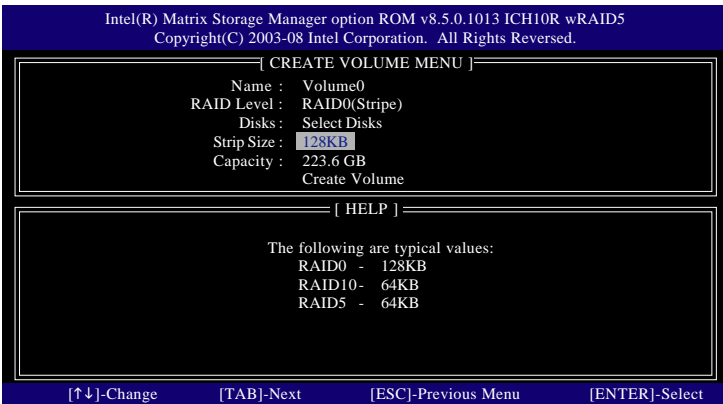 Intel(R) Matrix Storage Manager option ROM v8.5.0.1013 ICH10R wRAID5
Copyright(C) 2003-08 Intel Corporation. All Rights Reversed.
[ CREATE VOLUME MENU ]
Name : Volume0
RAID Level : RAID0(Stripe)
Disks : Select Disks
Strip Size : 128KB
Capacity : 223.6 GB
Create Volume
[ HELP ]
The following are typical values:
RAID0 - 128KB
RAID10- 64KB
RAID5 - 64KB
[↑↓]-Change [TAB]-Next [ESC]-Previous Menu [ENTER]-Select